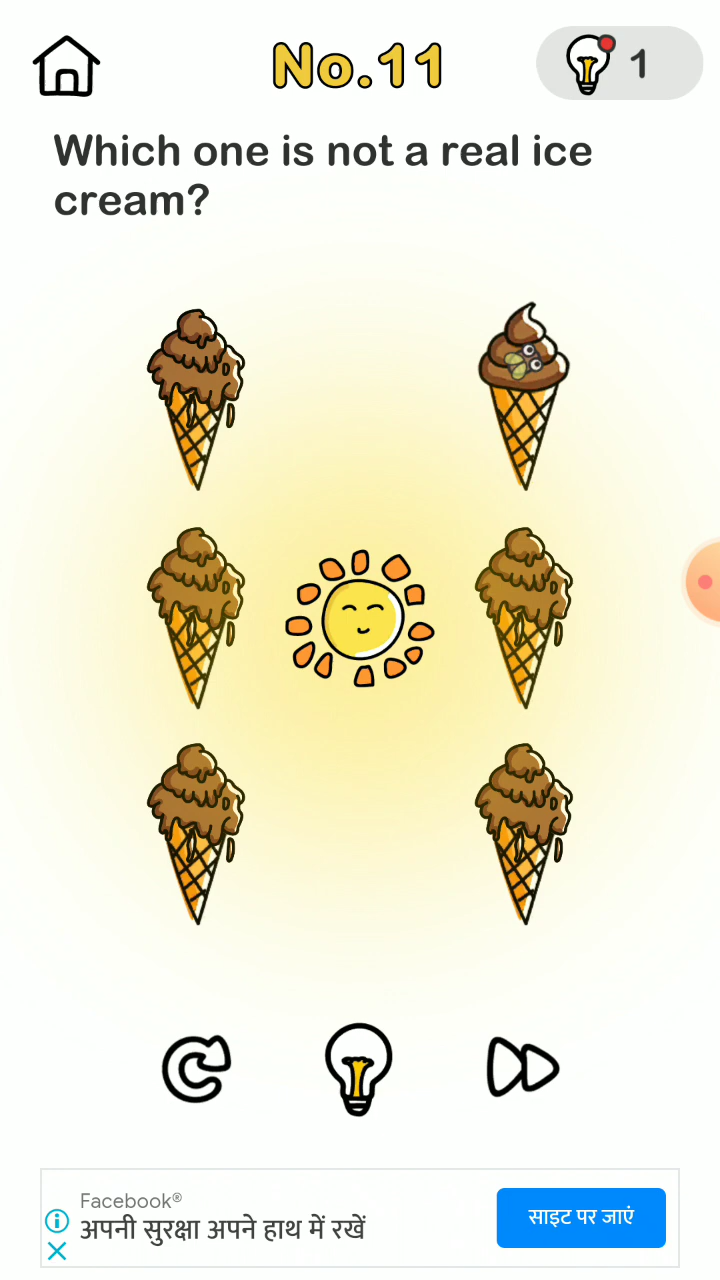 No.11
1
Which one is not a real ice
cream?
Facebook®
अपनी सुरक्षा अपने हाथ में रखें
साइट पर जाएं